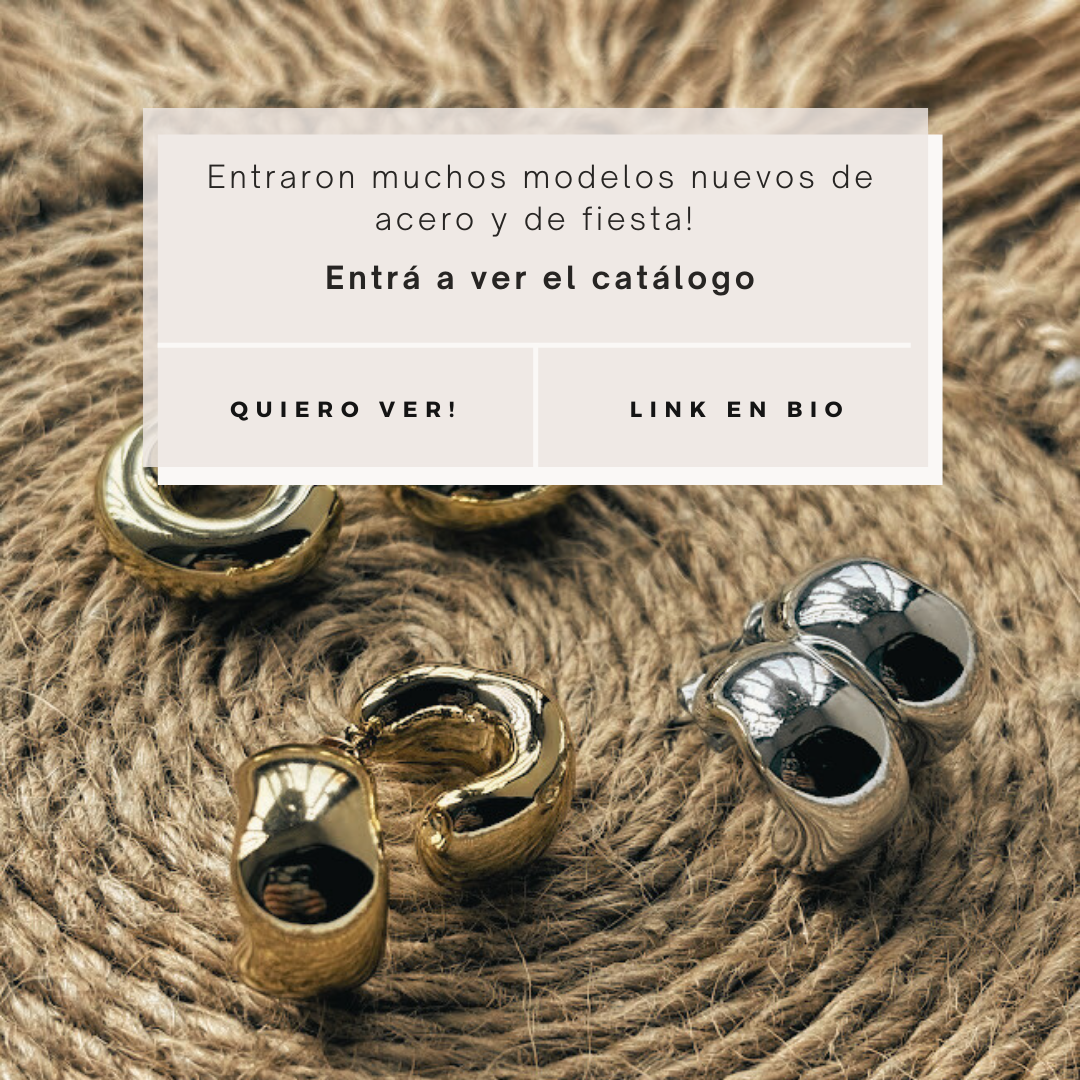 Entraron muchos modelos nuevos de
acero y de fiesta!
Entrá a ver el catálogo
QUIERO VER!
LINK EN BIO